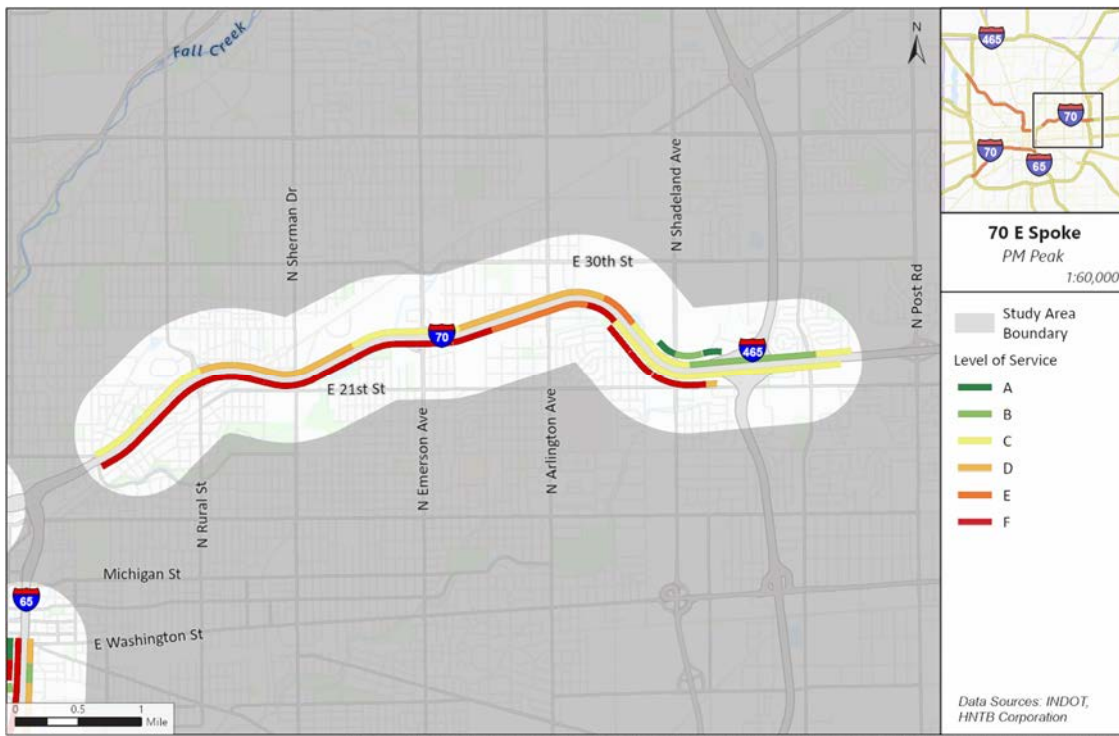 Fall Creek
N
N Sherman Dr
N Shadeland Ave
E 30th St
N Post Rd
70
465
E 21st St
N Emerson Ave
N Arlington Ave
N Rural St
Michigan St
65
E Washington St
0 0.5 1
Mile
465
70
70
65
70 E Spoke
PM Peak
1:60,000
Study Area
Boundary
Level of Service
A
B
C
D
E
F
Data Sources: INDOT,
HNTB Corporation